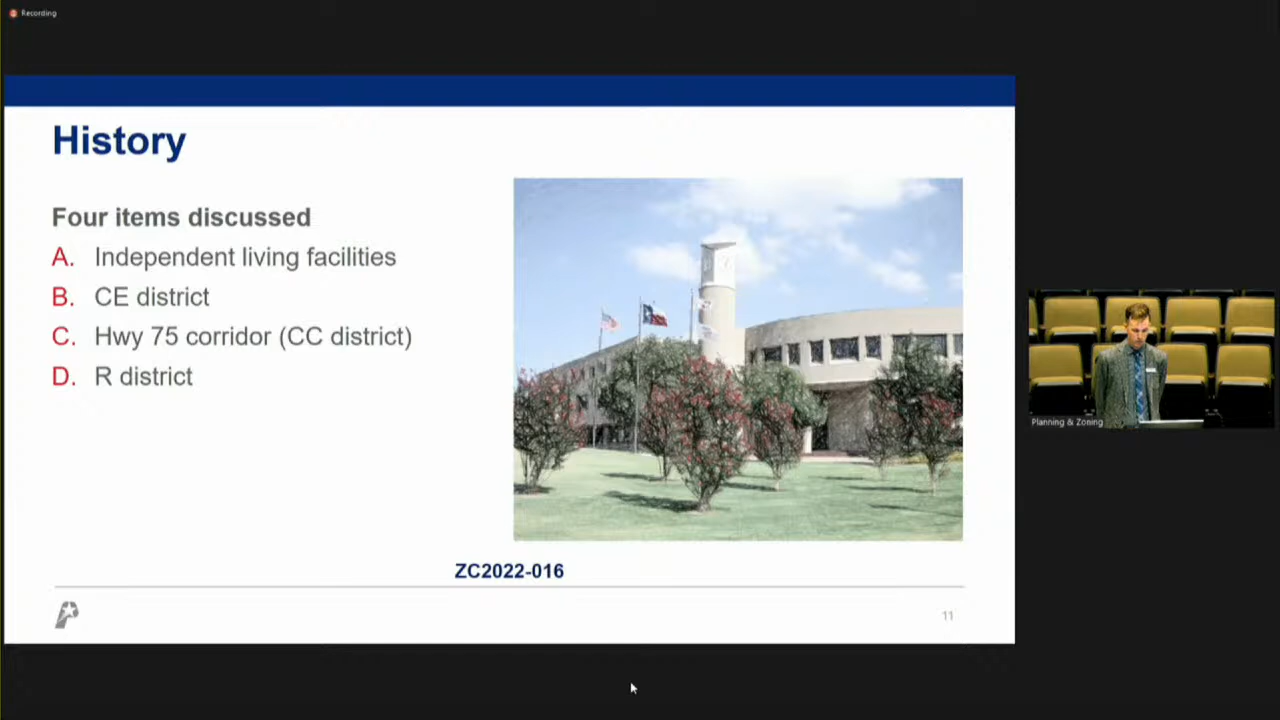 Recording
History
Four items discussed
A. Independent living facilities
B. CE district
C. Hwy 75 corridor (CC district)
D. R district
ZC2022-016
11
Planning & Zoning